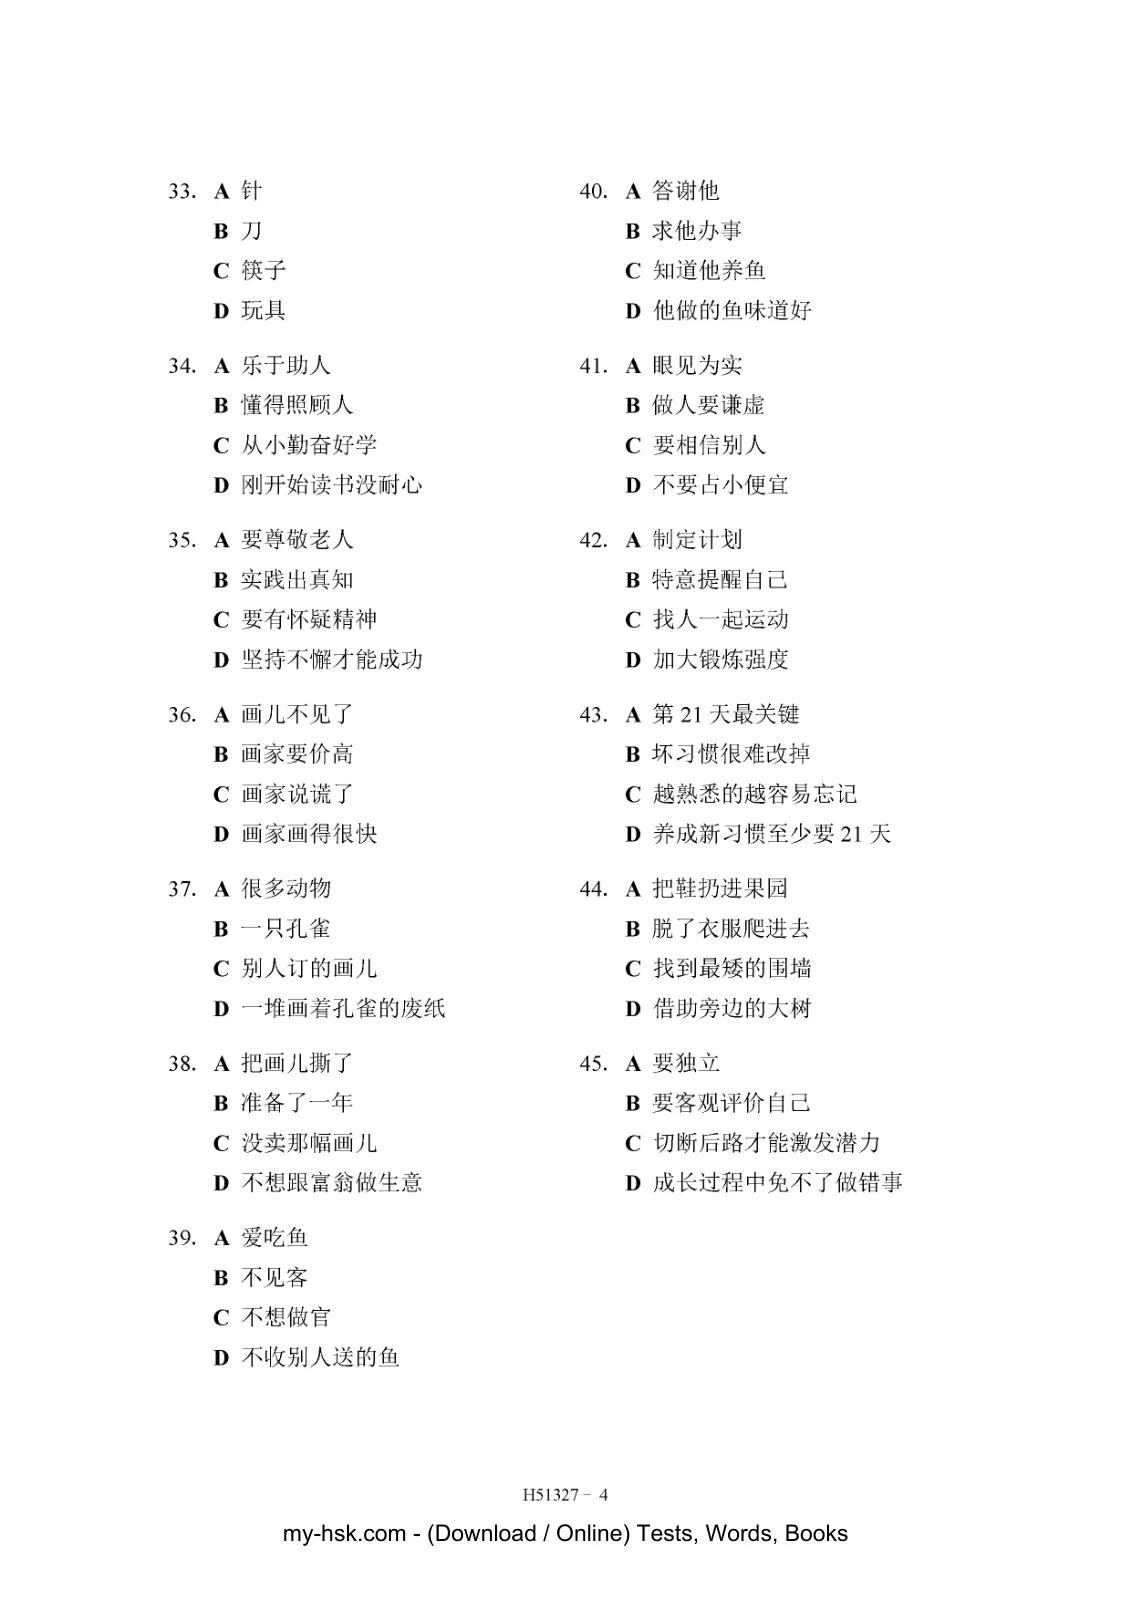 33. A 针
B 刀
C 筷子
D 玩具
34. A 乐于助人
B 懂得照顾人
C 从小勤奋好学
D 刚开始读书没耐心
35. A 要尊敬老人
B 实践出真知
C 要有怀疑精神
D 坚持不懈才能成功
36. A 画儿不见了
B 画家要价高
C 画家说谎了
D 画家画得很快
37. A 很多动物
B 一只孔雀
C 别人订的画儿
D 一堆画着孔雀的废纸
38. A 把画儿撕了
B 准备了一年
C 没卖那幅画儿
D 不想跟富翁做生意
39. A 爱吃鱼
B 不见客
C 不想做官
D 不收别人送的鱼
40. A 答谢他
B 求他办事
C 知道他养鱼
D 他做的鱼味道好
41. A 眼见为实
B 做人要谦虚
C 要相信别人
D 不要占小便宜
42. A 制定计划
B 特意提醒自己
C 找人一起运动
D 加大锻炼强度
43. A 第 21 天最关键
B 坏习惯很难改掉
C 越熟悉的越容易忘记
D 养成新习惯至少要 21 天
44. A 把鞋扔进果园
B 脱了衣服爬进去
C 找到最矮的围墙
D 借助旁边的大树
45. A 要独立
B 要客观评价自己
C 切断后路才能激发潜力
D 成长过程中免不了做错事
H51327 - 4
my-hsk.com - (Download / Online) Tests, Words, Books